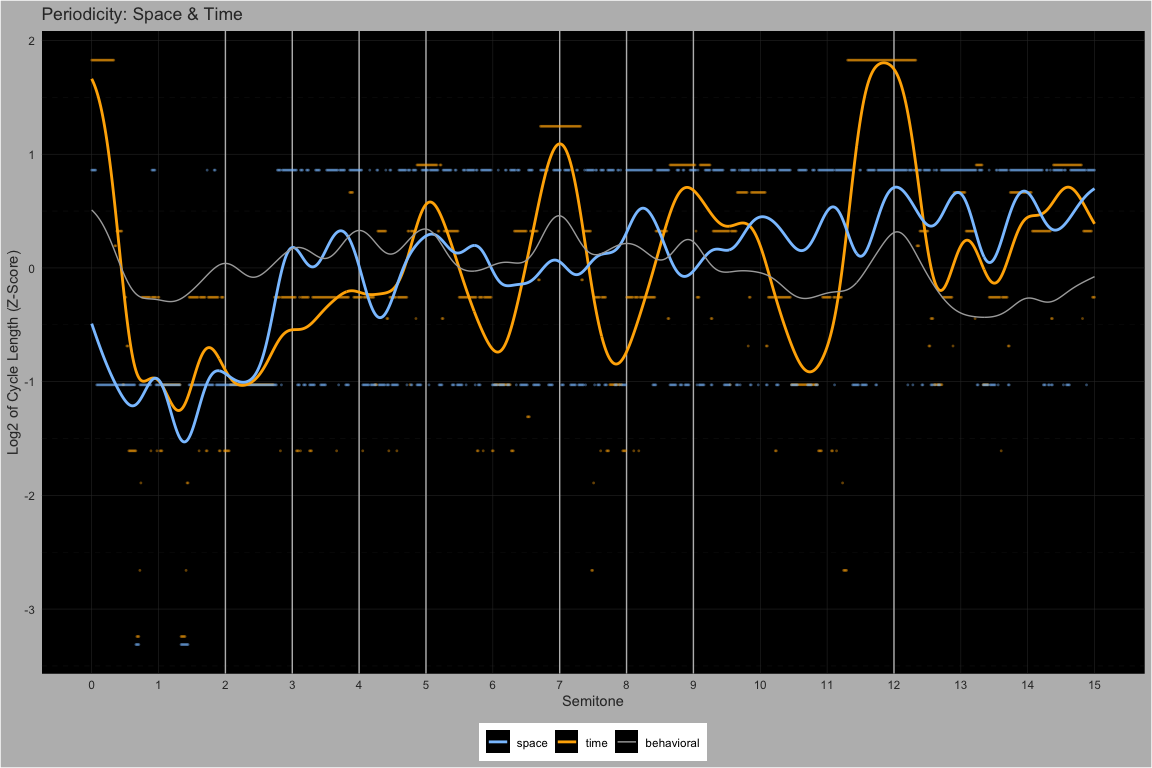 Periodicity: Space & Time
Log2 of Cycle Length (Z-Score)
2
1
0
-1
-2
-3
0 1 2 3 4 5 6 7 8 9 10 11 12 13 14 15
Semitone
space time behavioral